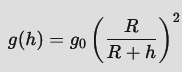 g(h) = g₀ (R / (R + h))²